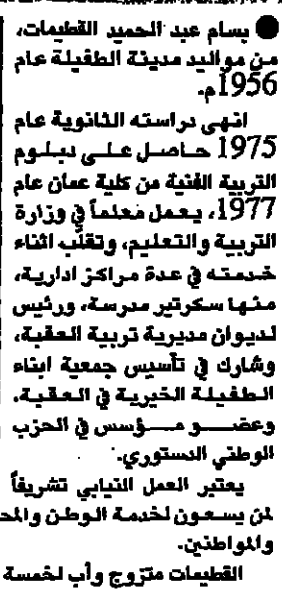 ● بسام عبد الحميد القطيمات،
من مواليد مدينة الطفيلة عام
1956م.
انهى دراسته الثانوية عام
1975 حاصل على دبلوم
التربية الفنية من كلية عمان عام
1977، يعمل معلماً في وزارة
التربية والتعليم، وتقلّب اثناء
خدمته في عدة مراكز ادارية،
منها سكرتير مدرسة، ورئيس
لديوان مديرية تربية العقبة،
وشارك في تأسيس جمعية ابناء
الطفيلة الخيرية في العقبة.
وعضو مؤسس في الحزب
الوطني الدستوري.
يعتبر العمل النيابي تشريفاً
لمن يسعون لخدمة الوطن والمح
والمواطنين.
القطيمات متزوج وأب لخمسة